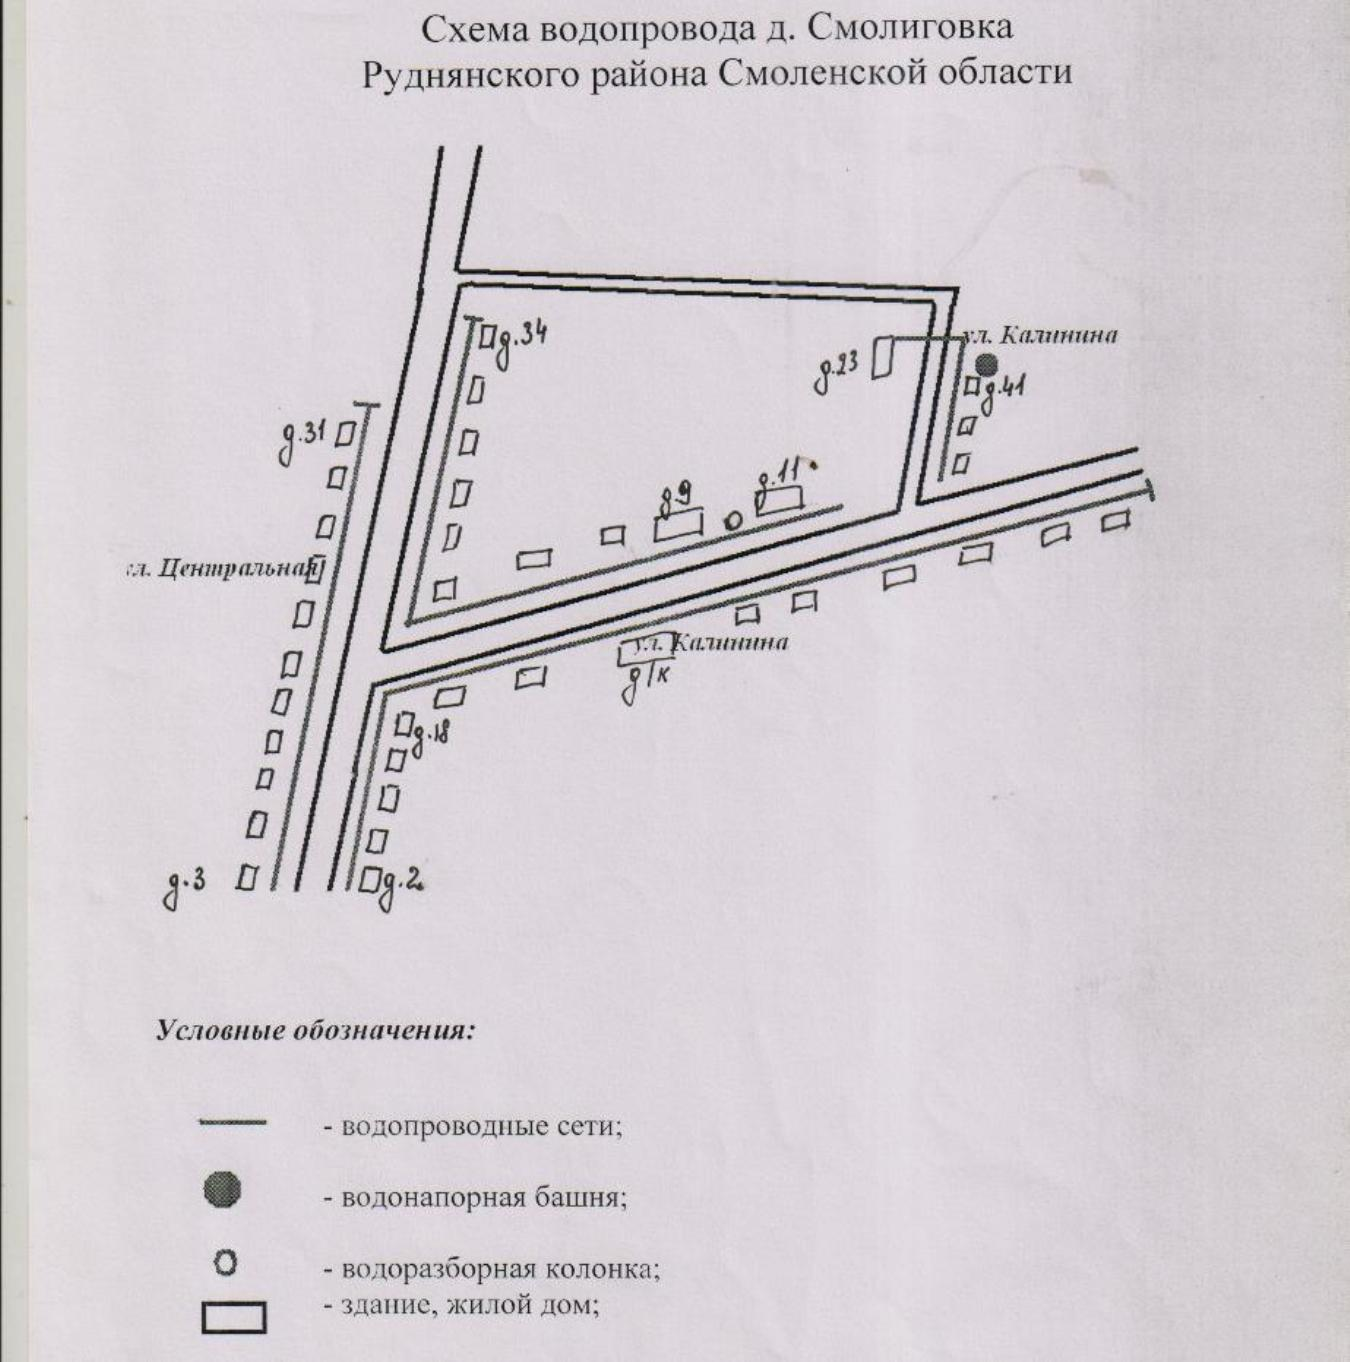 Схема водопровода д. Смолиговка
Руднянского района Смоленской области
д.34
ул. Калинина
д.23
д.41
д.31
д.9
д.11
ул. Центральная
ул. Калинина
д/к
д.18
д.3
д.2
Условные обозначения:
- водопроводные сети;
- водонапорная башня;
- водоразборная колонка;
- здание, жилой дом;